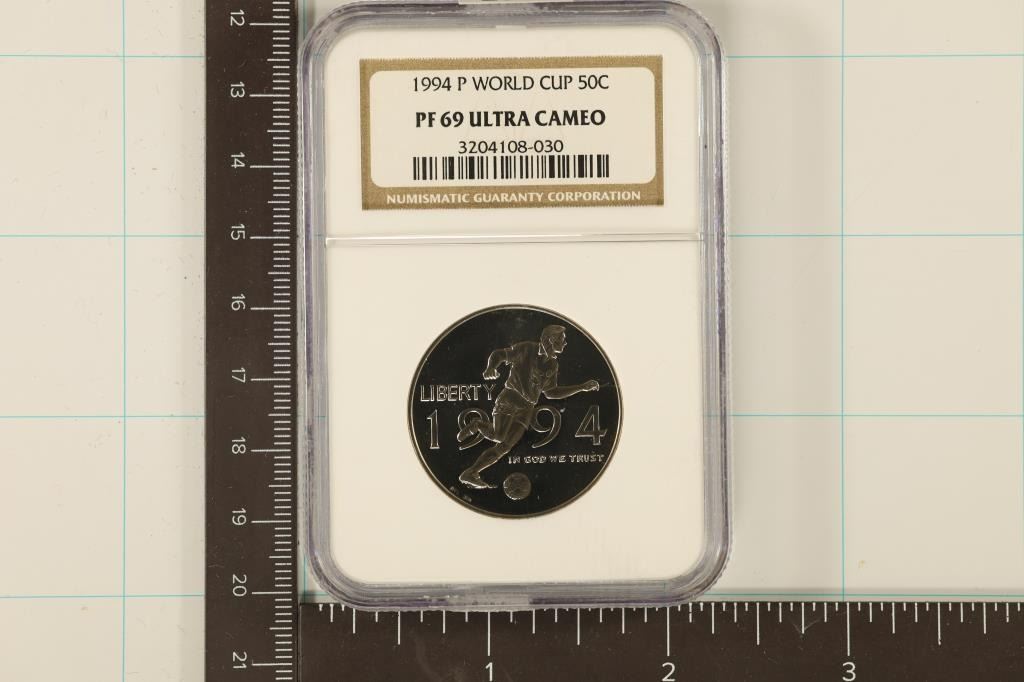 1994 P WORLD CUP 50C
PF 69 ULTRA CAMEO
3204108-030
NUMISMATIC GUARANTY CORPORATION
LIBERTY
1994
IN GOD WE TRUST
12
13
14
15
16
17
18
19
20
21
1 2 3